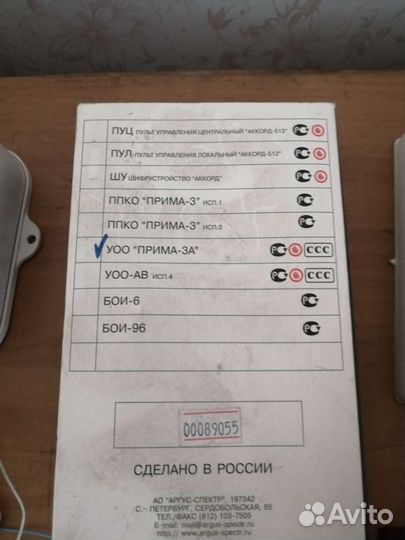 ПУЦ ПУЛЬТ УПРАВЛЕНИЯ ЦЕНТРАЛЬНЫЙ "АККОРД-512"
ПУЛ ПУЛЬТ УПРАВЛЕНИЯ ЛОКАЛЬНЫЙ "АККОРД-512"
ШУ ШИФРУСТРОЙСТВО "АККОРД"
ППКО "ПРИМА-3" ИСП.1
ППКО "ПРИМА-3" ИСП.2
УОО "ПРИМА-3А" ССС
УОО-АВ ИСП.4 ССС
БОИ-6
БОИ-96
00089055
СДЕЛАНО В РОССИИ
АО "АРГУС-СПЕКТР", 197342
С.– ПЕТЕРБУРГ, СЕРДОБОЛЬСКАЯ, 65
ТЕЛ./ФАКС (812) 103-7505
E-mail: mail@argus-spectr.ru
http://www.argus-spectr.ru
Avito